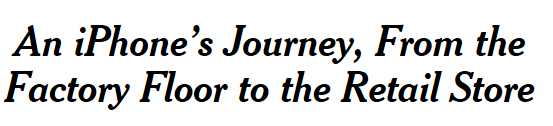 An iPhone’s Journey, From the
Factory Floor to the Retail Store